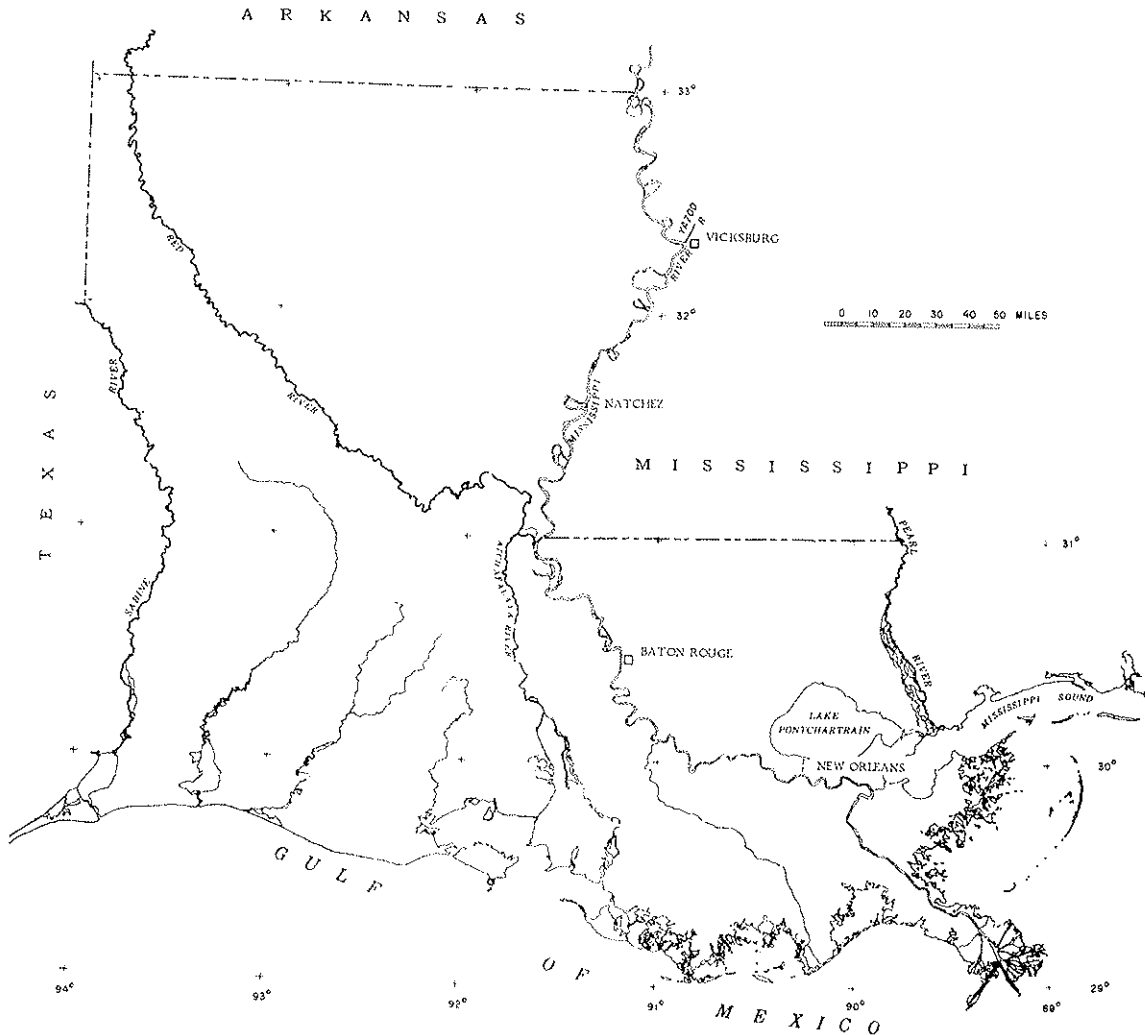 ARKANSAS
33°
RED
YAZOO R
VICKSBURG
RIVER
32°
0 10 20 30 40 50 MILES
RIVER
RIVER
NATCHEZ
MISSISSIPPI
TEXAS
MISSISSIPPI
PEARL
31°
SABINE
ATCHAFALAYA RIVER
BATON ROUGE
RIVER
MISSISSIPPI SOUND
LAKE
PONTCHARTRAIN
NEW ORLEANS
30°
GULF
OF
MEXICO
94°
93°
92°
91°
90°
89°
29°